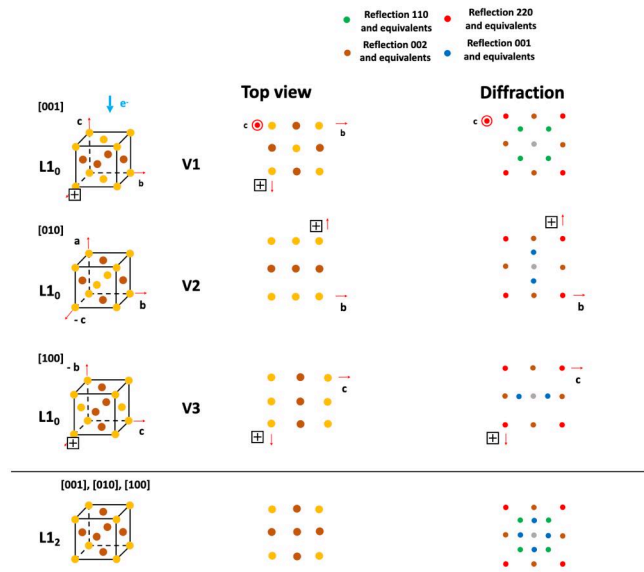 Reflection 110
and equivalents
Reflection 220
and equivalents
Reflection 002
and equivalents
Reflection 001
and equivalents
Top view
Diffraction
[001]
e-
c
L1₀
b
V1
c
b
c
[010]
a
L1₀
b
- c
V2
b
b
[100]
- b
L1₀
c
V3
c
c
[001], [010], [100]
L1₂